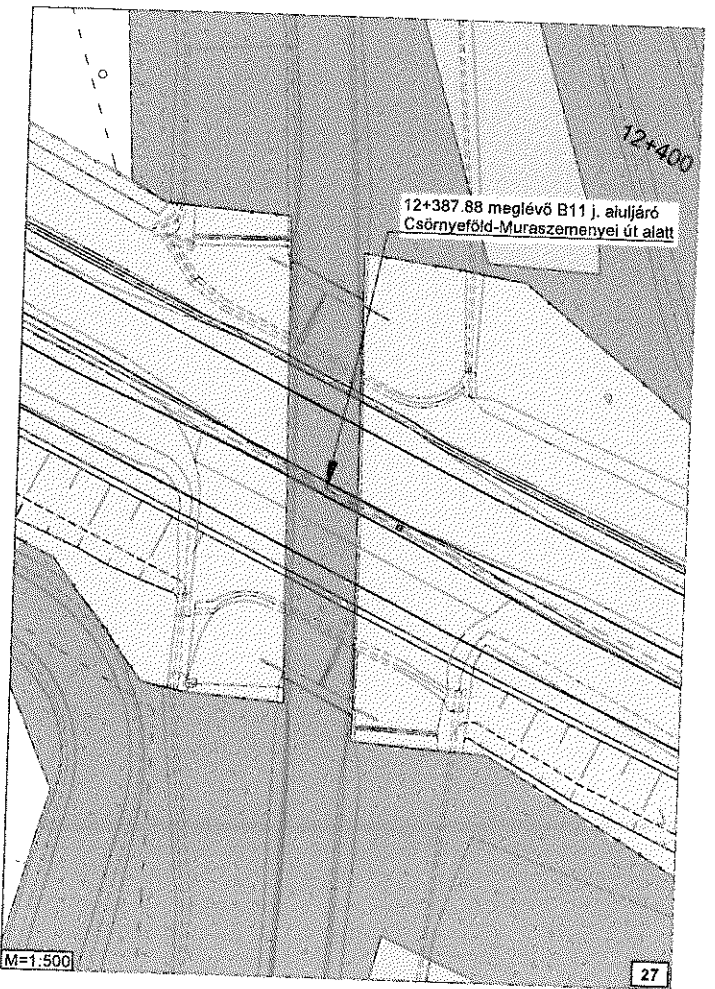 12+400
12+387.88 meglévő B11 j. aluljáró
Csörnyeföld-Muraszemenyei út alatt
M=1:500
27